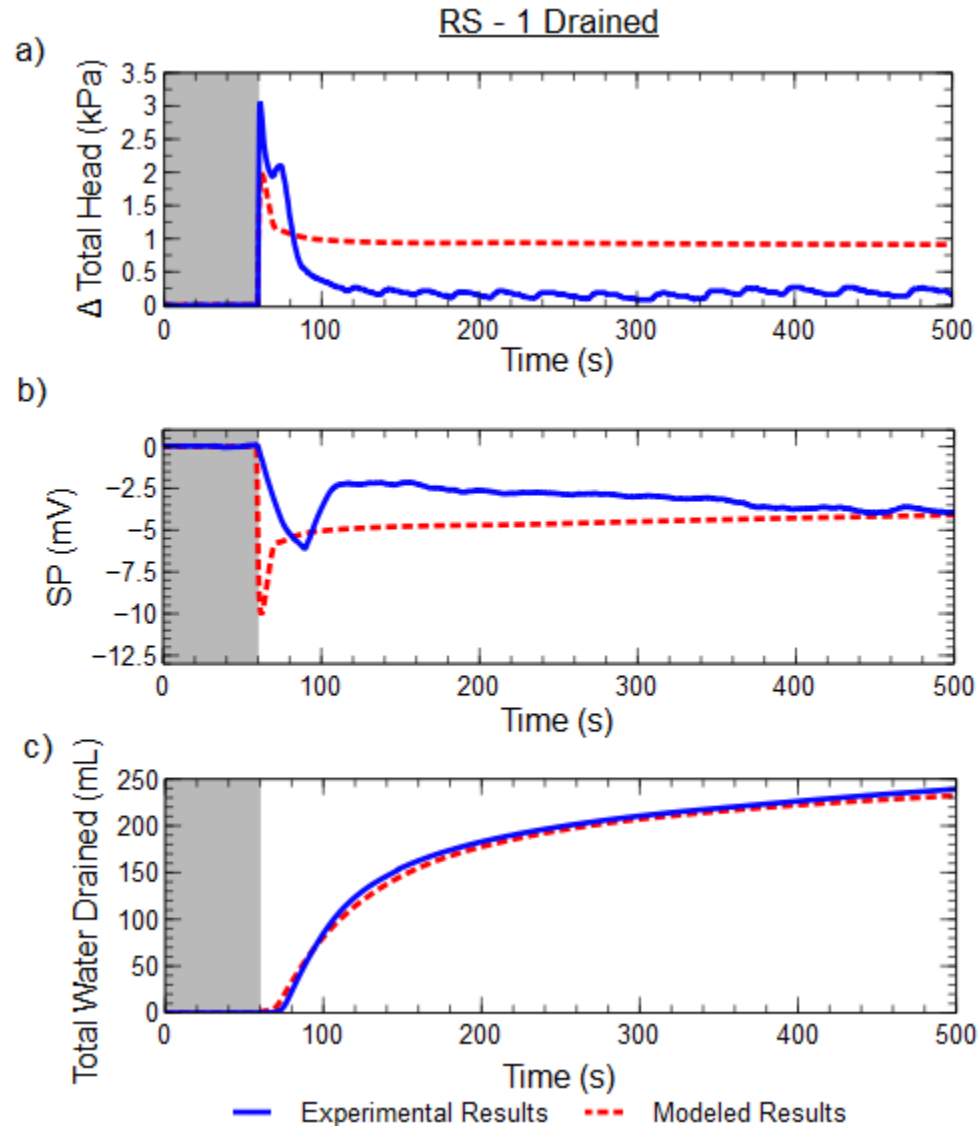 RS - 1 Drained
a)
Δ Total Head (kPa)
3.5
3
2.5
2
1.5
1
0.5
0
0 100 200 300 400 500
Time (s)
b)
SP (mV)
0
−2.5
−5
−7.5
−10
−12.5
0 100 200 300 400 500
Time (s)
c)
Total Water Drained (mL)
250
200
150
100
50
0
0 100 200 300 400 500
Time (s)
Experimental Results Modeled Results